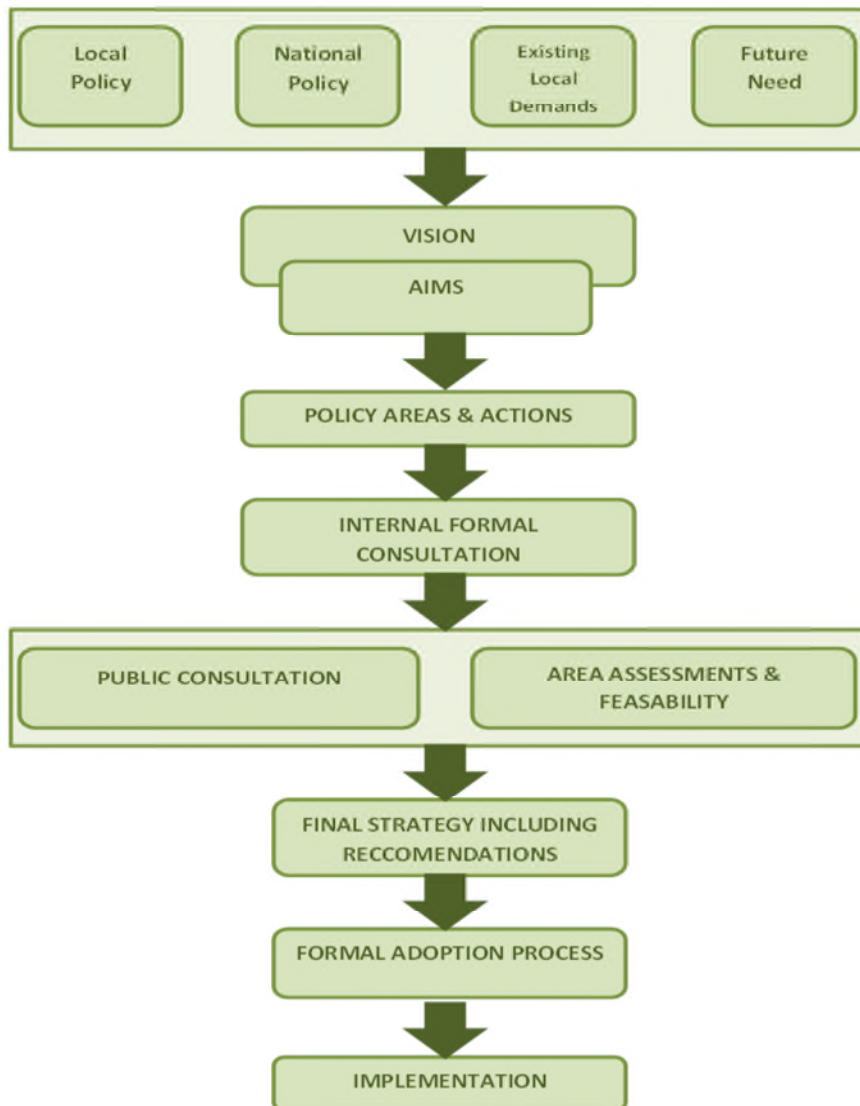 Local
Policy
National
Policy
Existing
Local
Demands
Future
Need
VISION
AIMS
POLICY AREAS & ACTIONS
INTERNAL FORMAL
CONSULTATION
PUBLIC CONSULTATION
AREA ASSESSMENTS &
FEASABILITY
FINAL STRATEGY INCLUDING
RECCOMENDATIONS
FORMAL ADOPTION PROCESS
IMPLEMENTATION